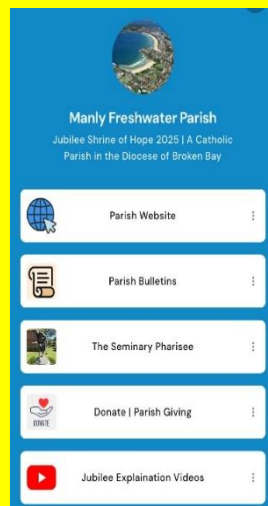 Manly Freshwater Parish
Jubilee Shrine of Hope 2025 | A Catholic
Parish in the Diocese of Broken Bay
Parish Website
Parish Bulletins
The Seminary Pharisee
DONATE
Donate | Parish Giving
Jubilee Explaination Videos